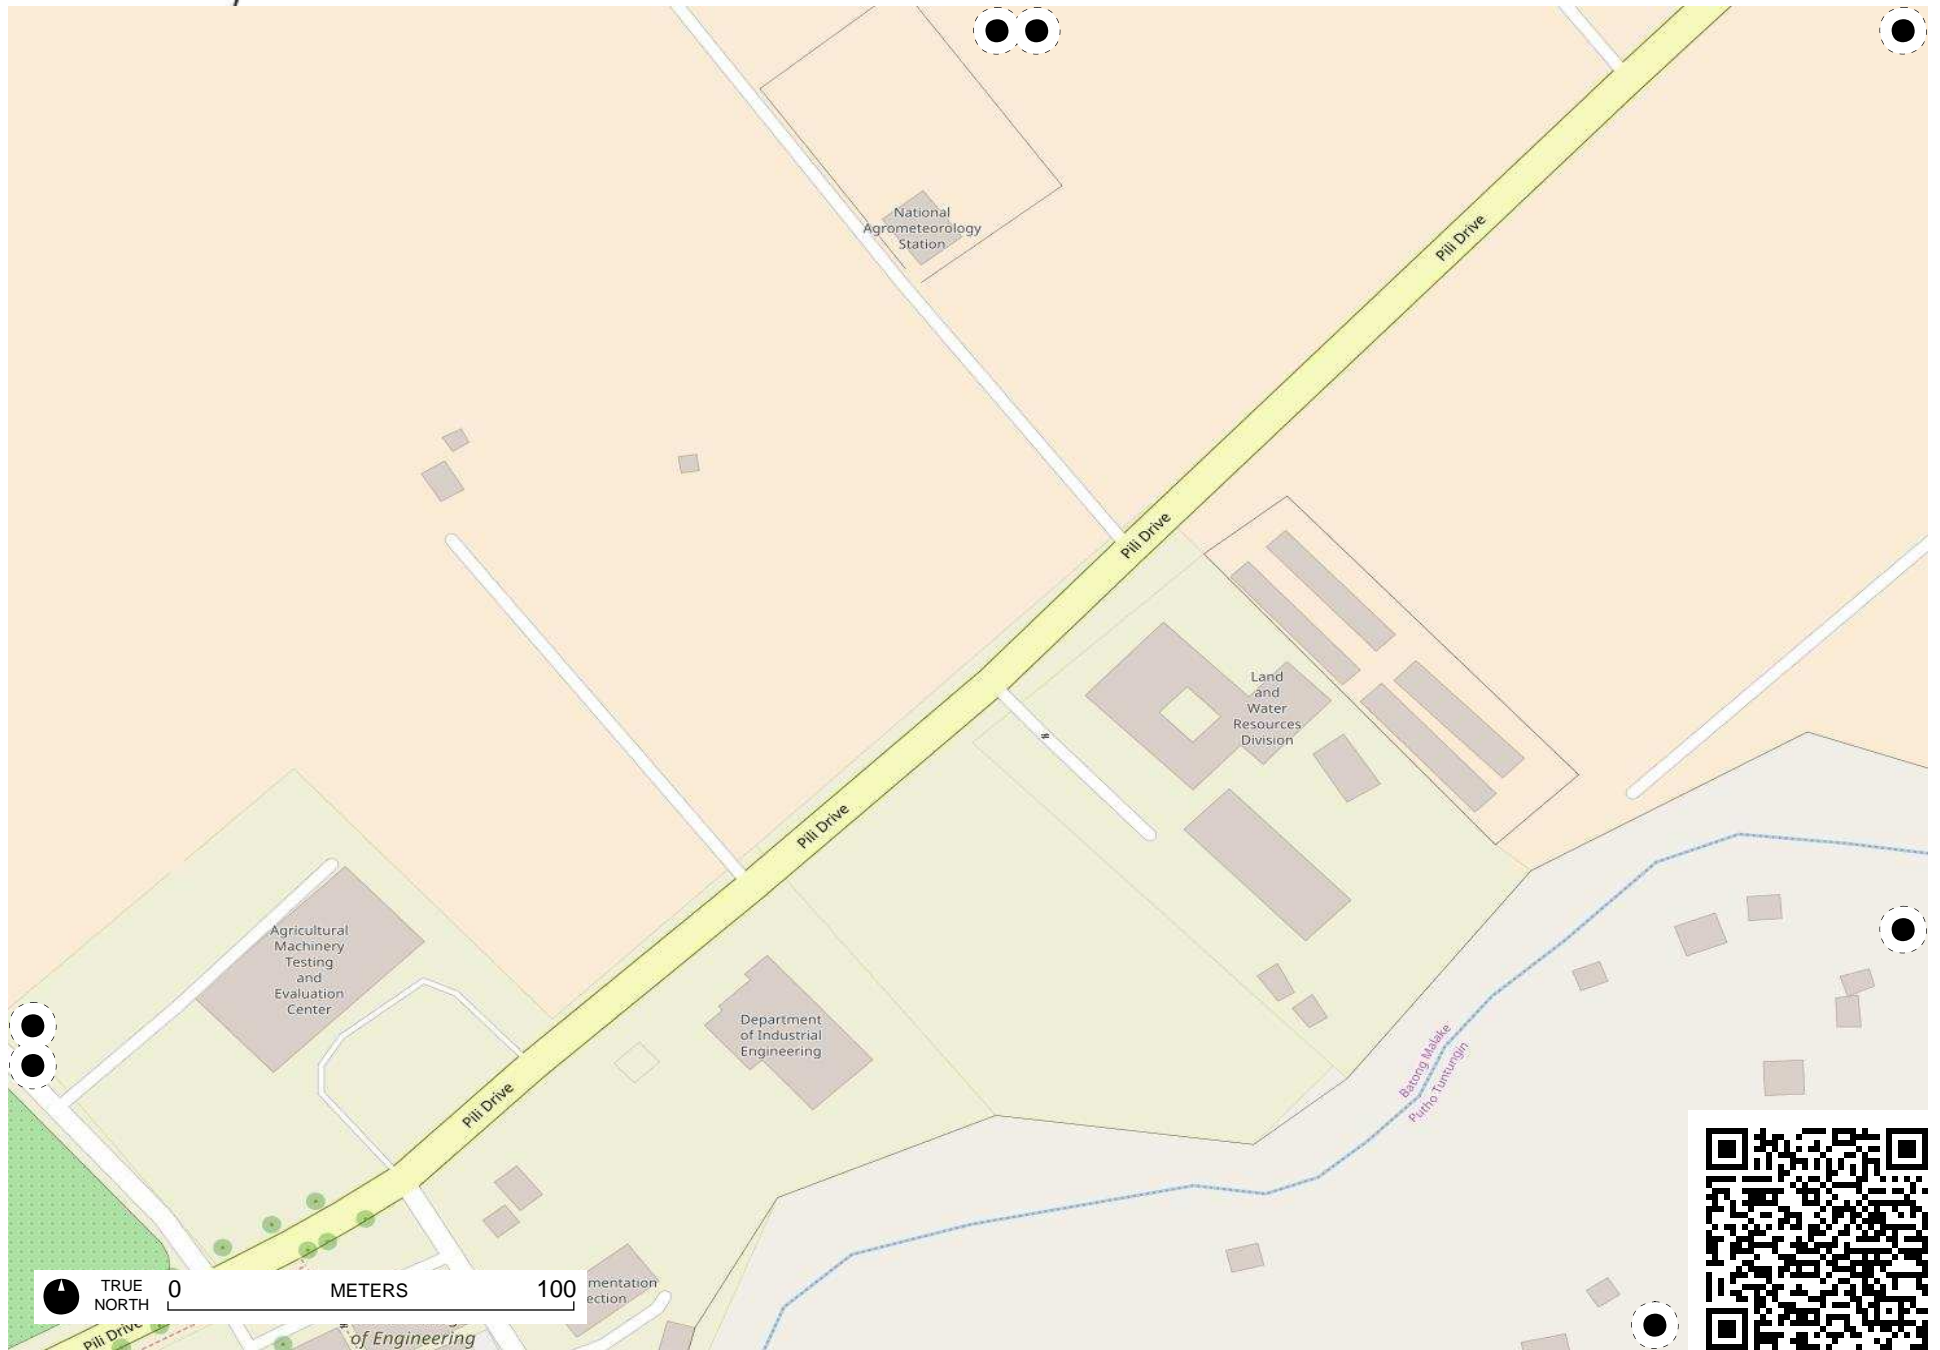 National
Agrometeorology
Station
Pili Drive
Pili Drive
Land
and
Water
Resources
Division
Pili Drive
Agricultural
Machinery
Testing
and
Evaluation
Center
Department
of Industrial
Engineering
Batong Malake
Putho Tuntungin
Pili Drive
TRUE
NORTH
0 METERS 100
mentation
ection
Pili Drive
of Engineering